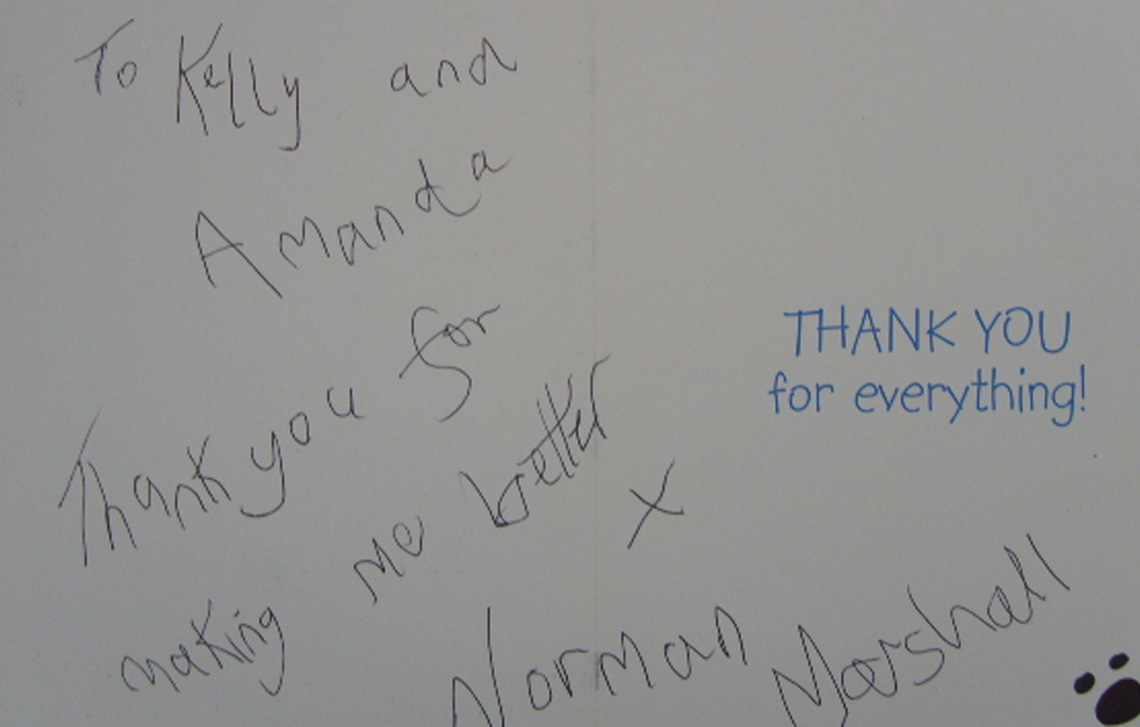 To Kelly and
Amanda
Thank you for
making me better
x
Norman Marshall
THANK YOU
for everything!